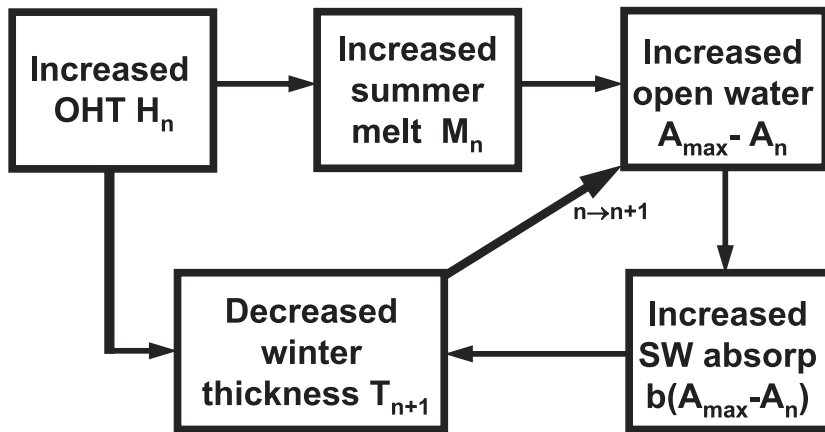 Increased
OHT Hₙ
Increased
summer
melt Mₙ
Increased
open water
Aₘₐₓ- Aₙ
n→n+1
Decreased
winter
thickness Tₙ₊₁
Increased
SW absorp
b(Aₘₐₓ-Aₙ)